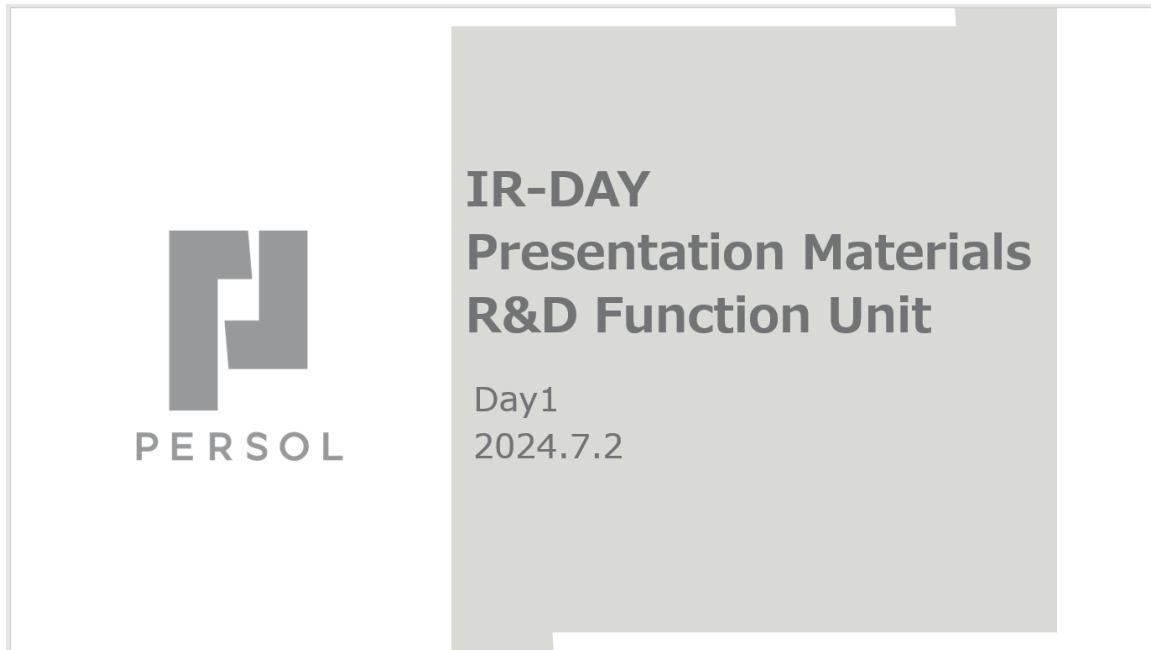 IR-DAY
Presentation Materials
R&D Function Unit
Day1
2024.7.2
PERSOL